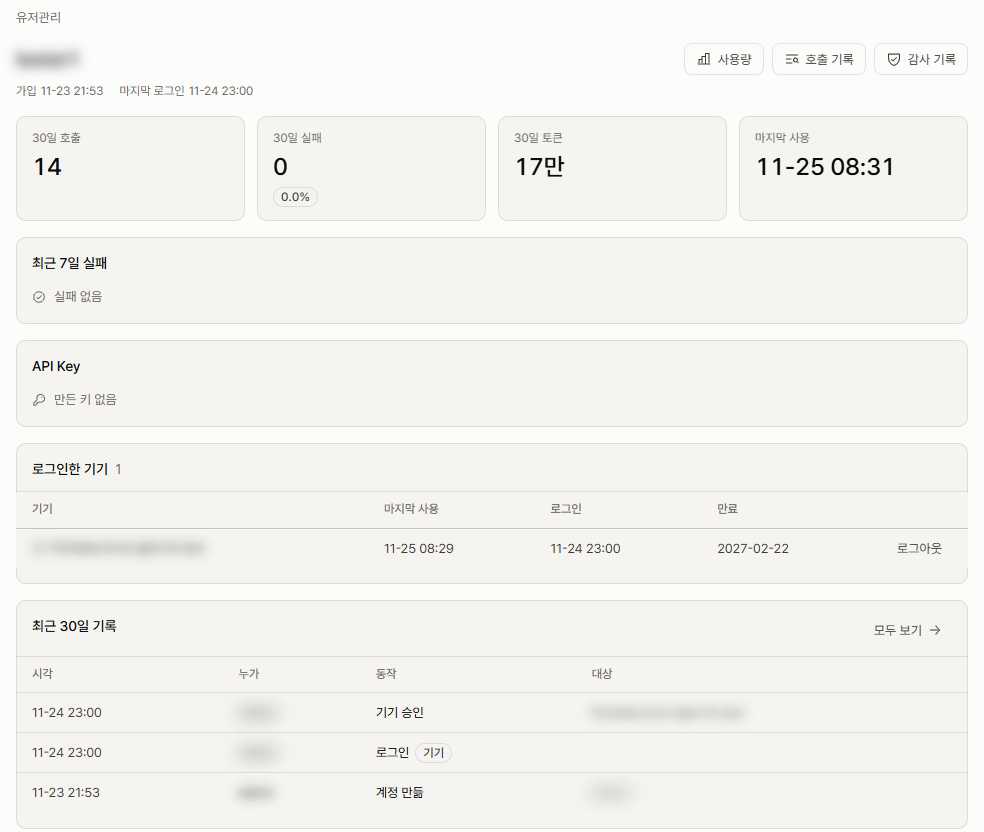 유저관리
사용량
호출 기록
감사 기록
가입 11-23 21:53 마지막 로그인 11-24 23:00
30일 호출
14
30일 실패
0
0.0%
30일 토큰
17만
마지막 사용
11-25 08:31
최근 7일 실패
실패 없음
API Key
만든 키 없음
로그인한 기기 1
기기 마지막 사용 로그인 만료
11-25 08:29 11-24 23:00 2027-02-22 로그아웃
최근 30일 기록
모두 보기 →
시각 누가 동작 대상
11-24 23:00 기기 승인
11-24 23:00 로그인 기기
11-23 21:53 계정 만듦